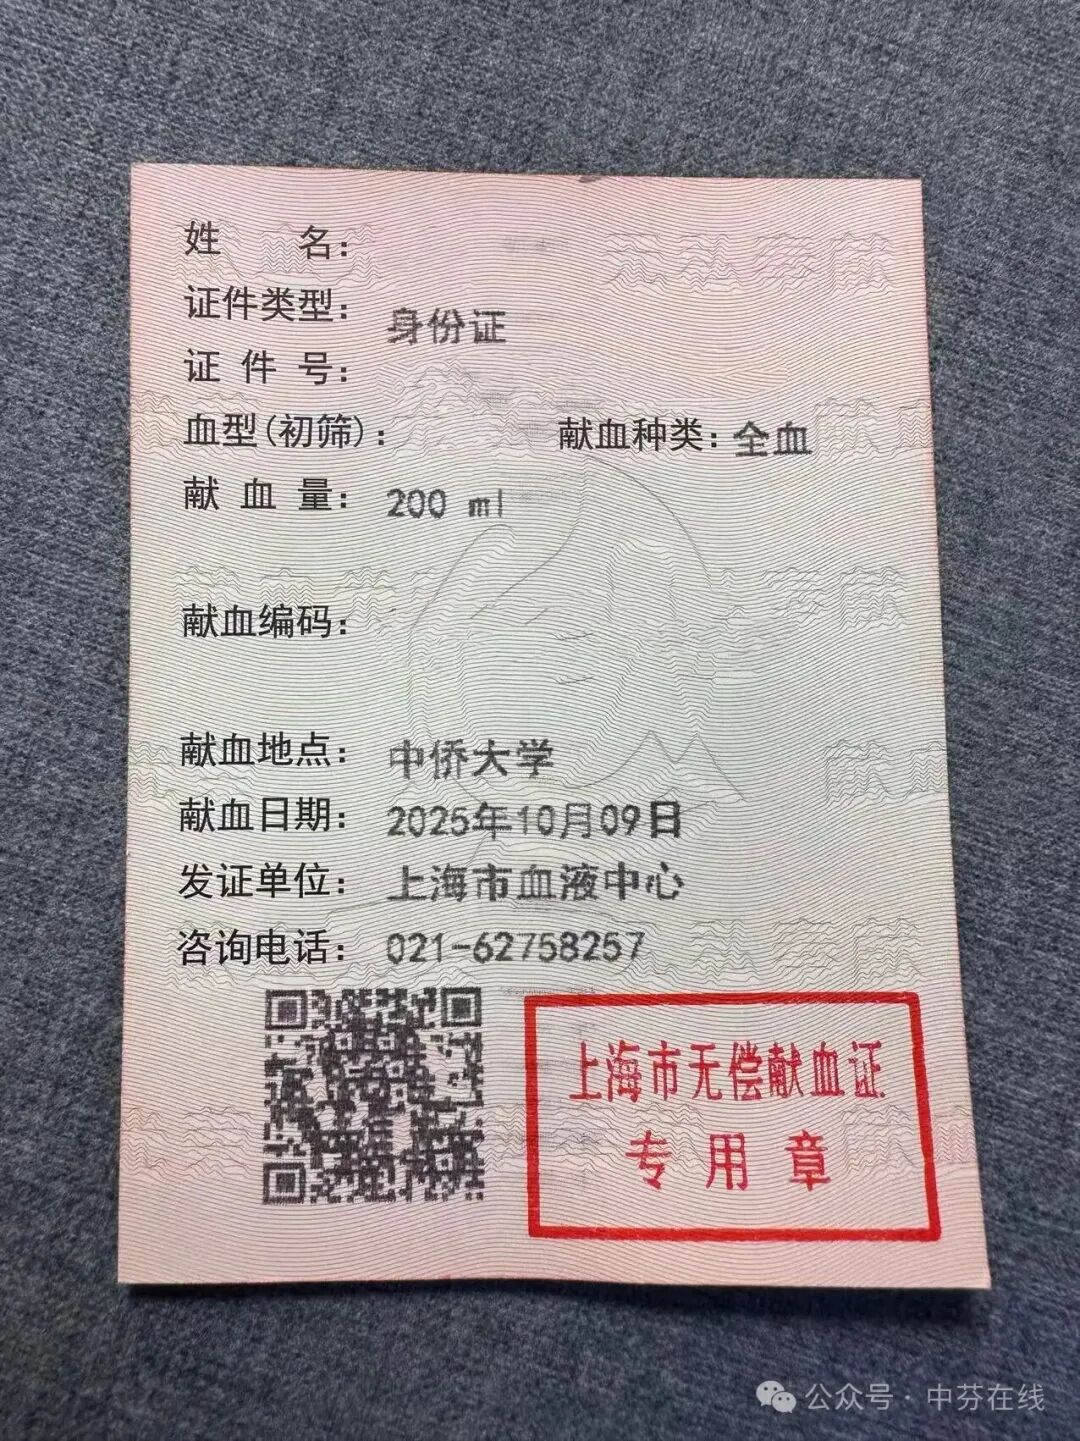 姓 名：
证件类型： 身份证
证 件 号：
血型(初筛)： 献血种类：全血
献 血 量： 200 ml
献血编码：
献血地点： 中侨大学
献血日期： 2025年10月09日
发证单位： 上海市血液中心
咨询电话： 021-62758257
上海市无偿献血证
专用章
公众号·中芬在线